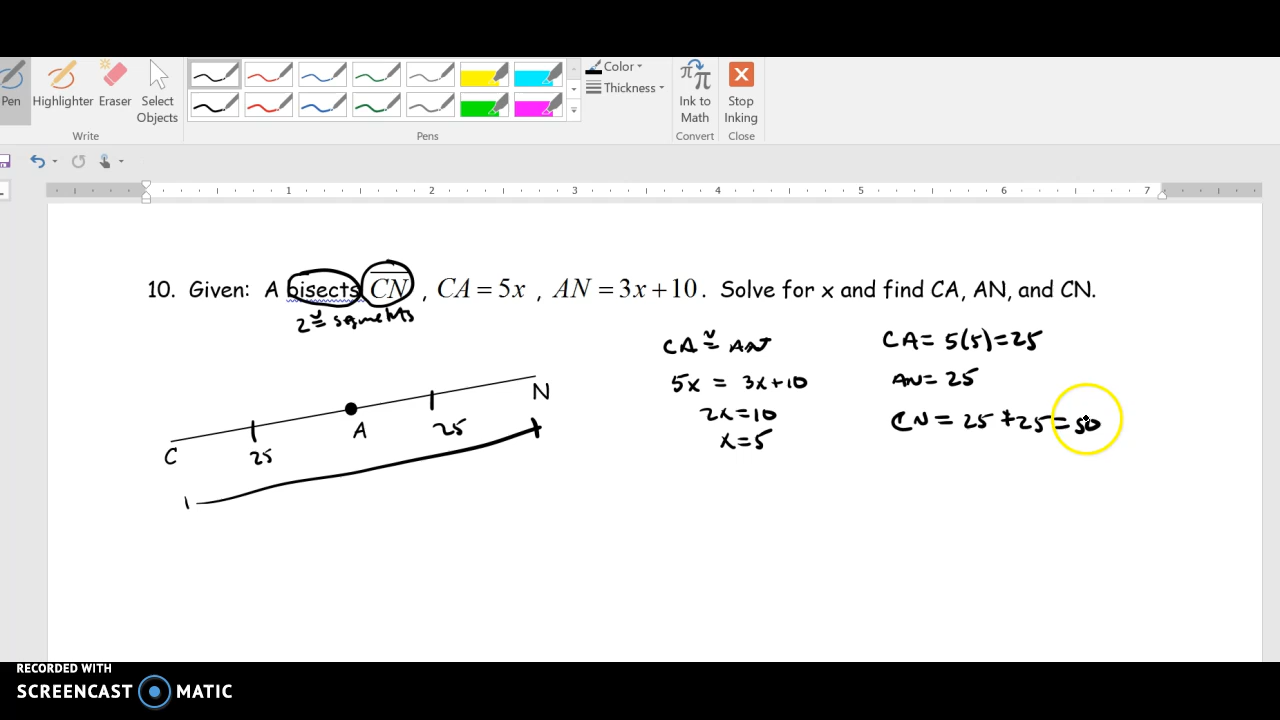 Pen Highlighter Eraser Select Objects
Color
Thickness
Ink to Math
Stop Inking
Write Pens Convert Close
1 2 3 4 5 6 7
10. Given: A bisects CN , CA = 5x , AN = 3x + 10 . Solve for x and find CA, AN, and CN.
2 ≅ segments
CA ≅ AN
5x = 3x+10
2x=10
x=5
CA= 5(5)=25
AN= 25
CN= 25 +25=50
N
A 25
C 25
RECORDED WITH
SCREENCAST MATIC